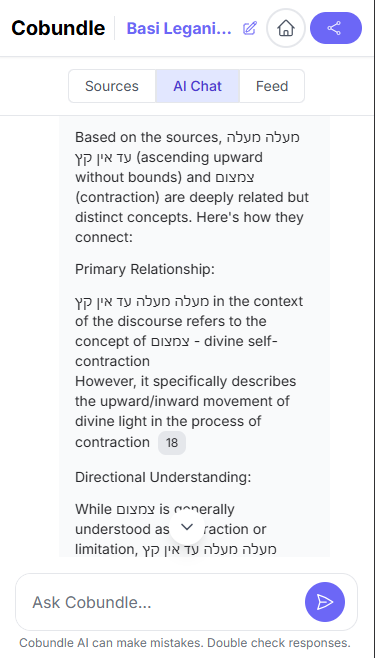 Cobundle
Basi Legani...
Sources
AI Chat
Feed
Based on the sources, מעלה מעלה
עד אין קץ (ascending upward
without bounds) and צמצום
(contraction) are deeply related but
distinct concepts. Here's how they
connect:
Primary Relationship:
מעלה מעלה עד אין קץ in the context
of the discourse refers to the
concept of צמצום - divine self-
contraction
However, it specifically describes
the upward/inward movement of
divine light in the process of
contraction 18
Directional Understanding:
While צמצום is generally
understood as raction or
limitation, מעלה מעלה עד אין קץ
Ask Cobundle...
Cobundle AI can make mistakes. Double check responses.